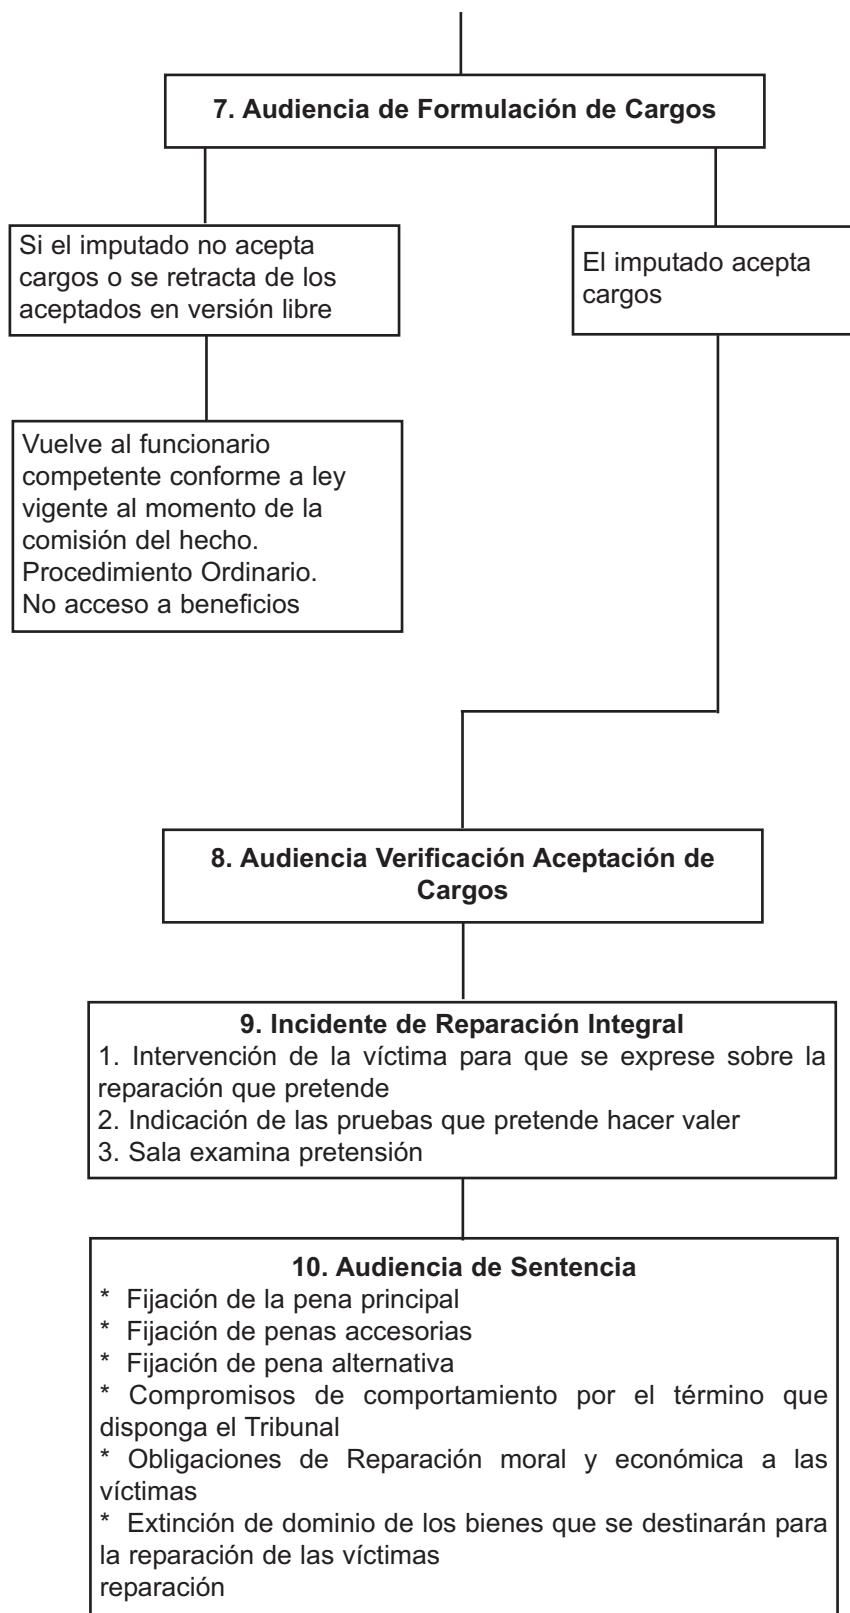 7. Audiencia de Formulación de Cargos
Si el imputado no acepta
cargos o se retracta de los
aceptados en versión libre
El imputado acepta
cargos
Vuelve al funcionario
competente conforme a ley
vigente al momento de la
comisión del hecho.
Procedimiento Ordinario.
No acceso a beneficios
8. Audiencia Verificación Aceptación de
Cargos
9. Incidente de Reparación Integral
1. Intervención de la víctima para que se exprese sobre la
reparación que pretende
2. Indicación de las pruebas que pretende hacer valer
3. Sala examina pretensión
10. Audiencia de Sentencia
* Fijación de la pena principal
* Fijación de penas accesorias
* Fijación de pena alternativa
* Compromisos de comportamiento por el término que
disponga el Tribunal
* Obligaciones de Reparación moral y económica a las
víctimas
* Extinción de dominio de los bienes que se destinarán para
la reparación de las víctimas
reparación